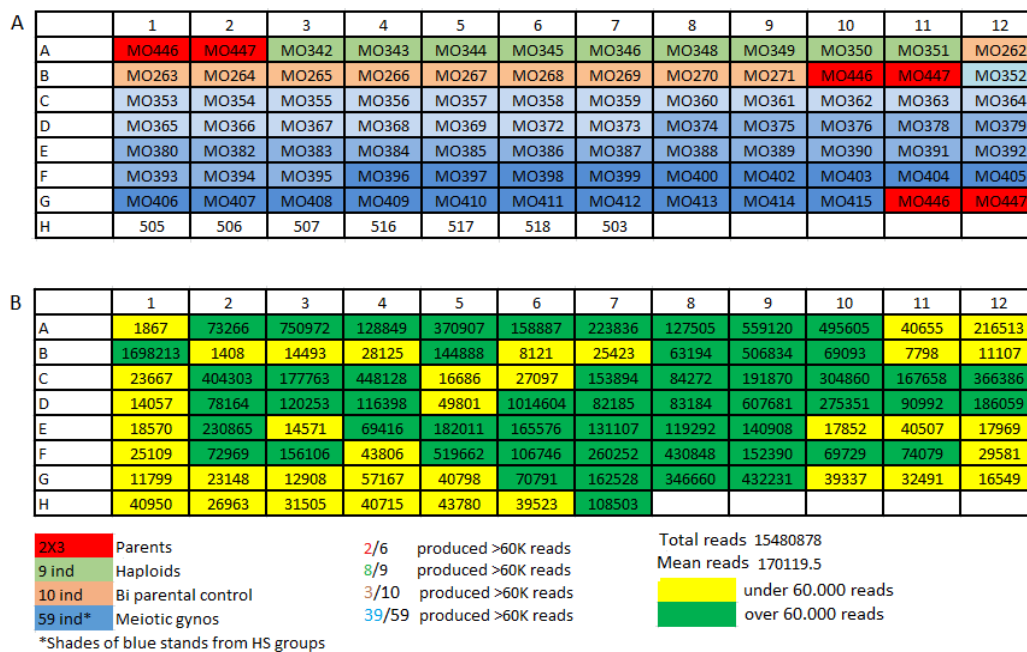 A
1 2 3 4 5 6 7 8 9 10 11 12
A MO446 MO447 MO342 MO343 MO344 MO345 MO346 MO348 MO349 MO350 MO351 MO262
B MO263 MO264 MO265 MO266 MO267 MO268 MO269 MO270 MO271 MO446 MO447 MO352
C MO353 MO354 MO355 MO356 MO357 MO358 MO359 MO360 MO361 MO362 MO363 MO364
D MO365 MO366 MO367 MO368 MO369 MO372 MO373 MO374 MO375 MO376 MO378 MO379
E MO380 MO382 MO383 MO384 MO385 MO386 MO387 MO388 MO389 MO390 MO391 MO392
F MO393 MO394 MO395 MO396 MO397 MO398 MO399 MO400 MO402 MO403 MO404 MO405
G MO406 MO407 MO408 MO409 MO410 MO411 MO412 MO413 MO414 MO415 MO446 MO447
H 505 506 507 516 517 518 503
B
1 2 3 4 5 6 7 8 9 10 11 12
A 1867 73266 750972 128849 370907 158887 223836 127505 559120 495605 40655 216513
B 1698213 1408 14493 28125 144888 8121 25423 63194 506834 69093 7798 11107
C 23667 404303 177763 448128 16686 27097 153894 84272 191870 304860 167658 366386
D 14057 78164 120253 116398 49801 1014604 82185 83184 607681 275351 90992 186059
E 18570 230865 14571 69416 182011 165576 131107 119292 140908 17852 40507 17969
F 25109 72969 156106 43806 519662 106746 260252 430848 152390 69729 74079 29581
G 11799 23148 12908 57167 40798 70791 162528 346660 432231 39337 32491 16549
H 40950 26963 31505 40715 43780 39523 108503
2X3 Parents
9 ind Haploids
10 ind Bi parental control
59 ind* Meiotic gynos
*Shades of blue stands from HS groups
2/6 produced >60K reads
8/9 produced >60K reads
3/10 produced >60K reads
39/59 produced >60K reads
Total reads 15480878
Mean reads 170119.5
under 60.000 reads
over 60.000 reads